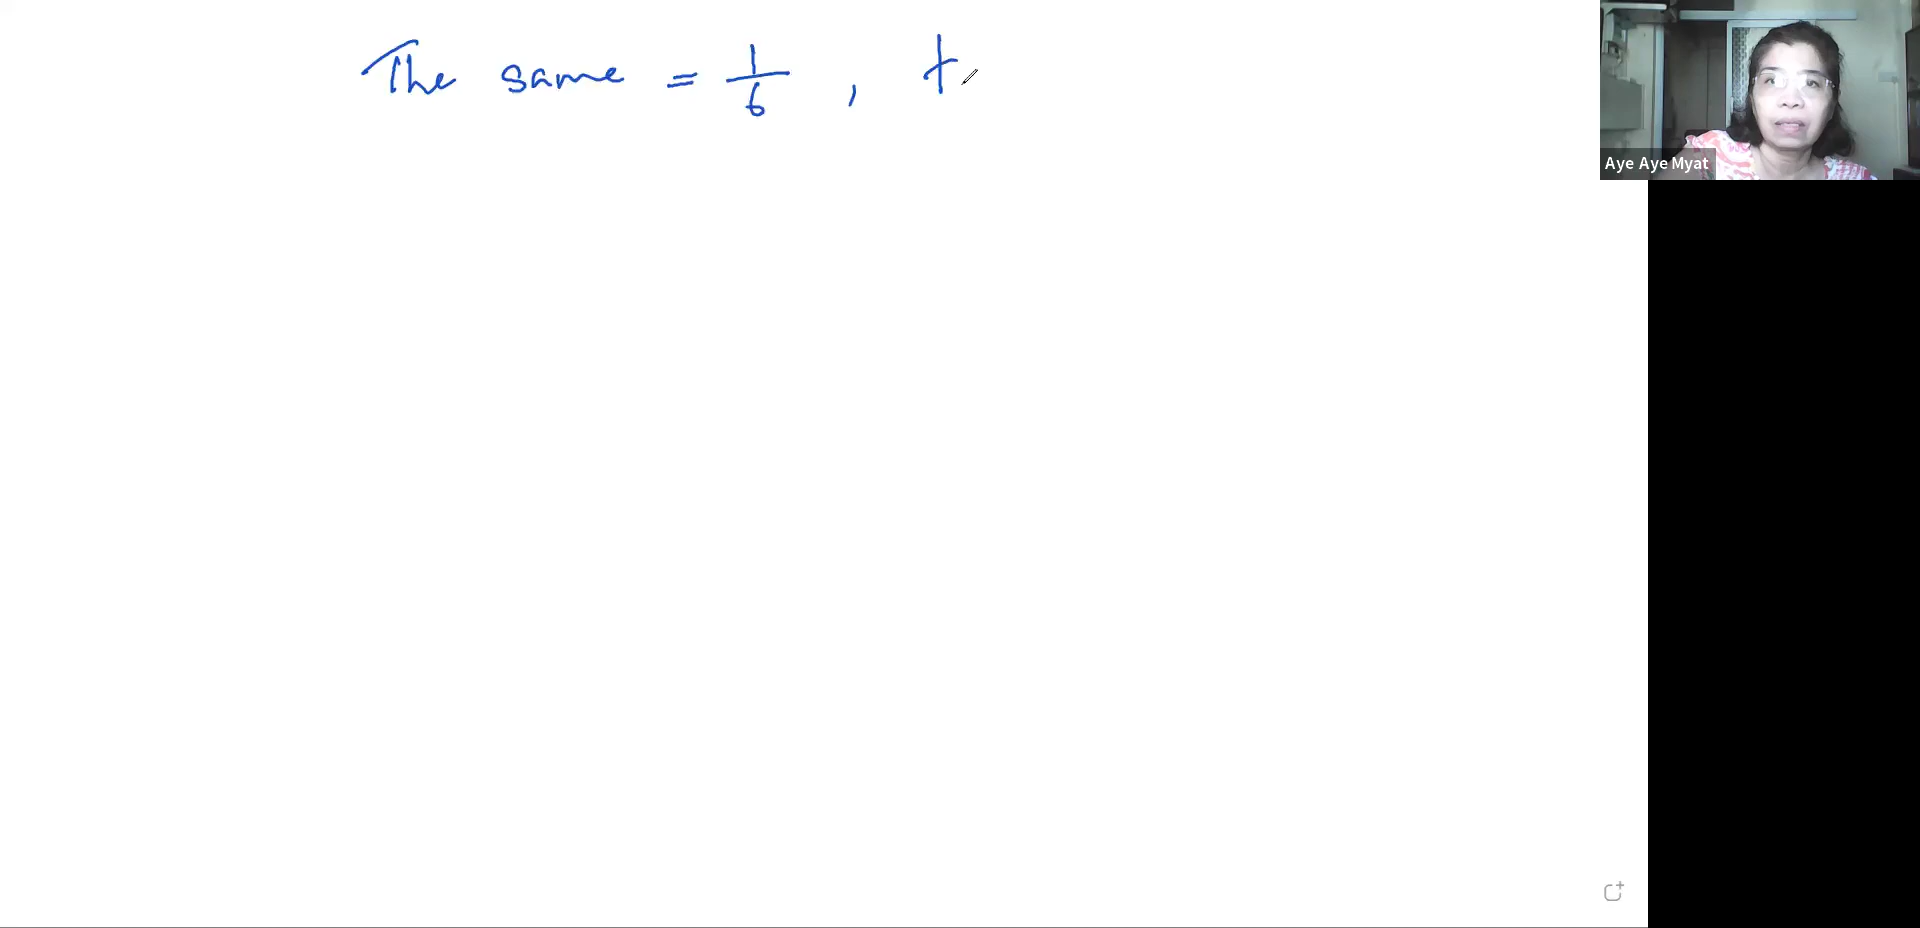 The same = 1/6 , t
Aye Aye Myat